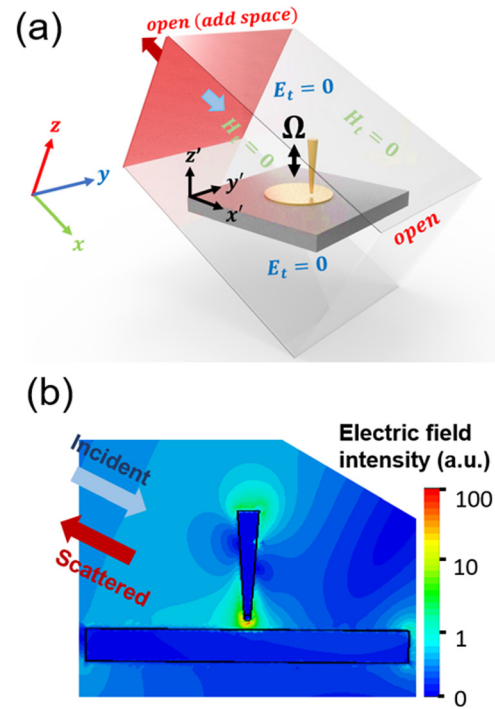 (a)
open (add space)
E_t = 0
H_t = 0
H_t = 0
Ω
z
y
x
z'
y'
x'
open
E_t = 0
(b)
Incident
Scattered
Electric field
intensity (a.u.)
100
10
1
0